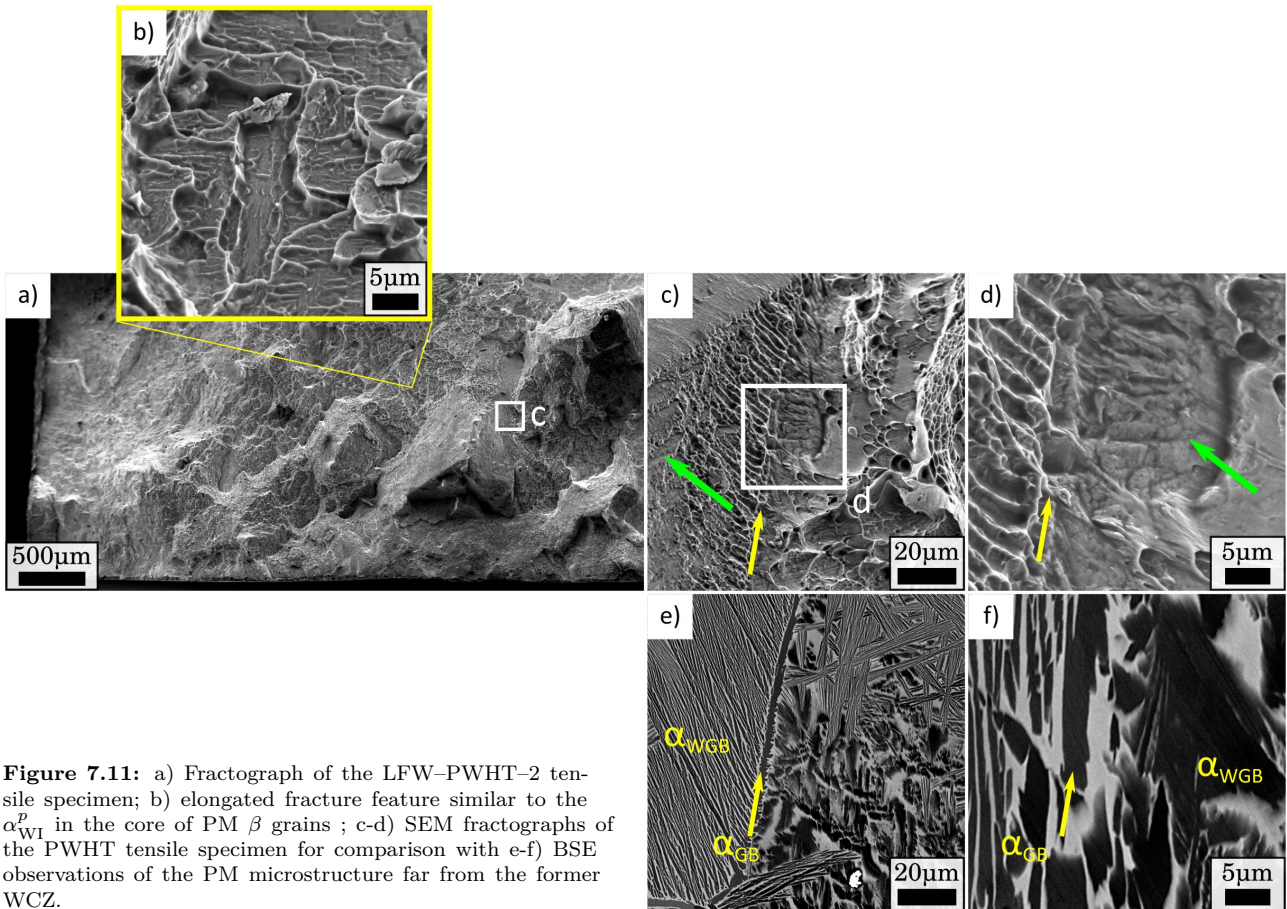 b)
5μm
a)
c
500μm
c)
d
20μm
d)
5μm
e)
α_WGB
α_GB
20μm
f)
α_WGB
α_GB
5μm
Figure 7.11: a) Fractograph of the LFW–PWHT–2 ten-
sile specimen; b) elongated fracture feature similar to the
α^p_WI in the core of PM β grains ; c-d) SEM fractographs of
the PWHT tensile specimen for comparison with e-f) BSE
observations of the PM microstructure far from the former
WCZ.